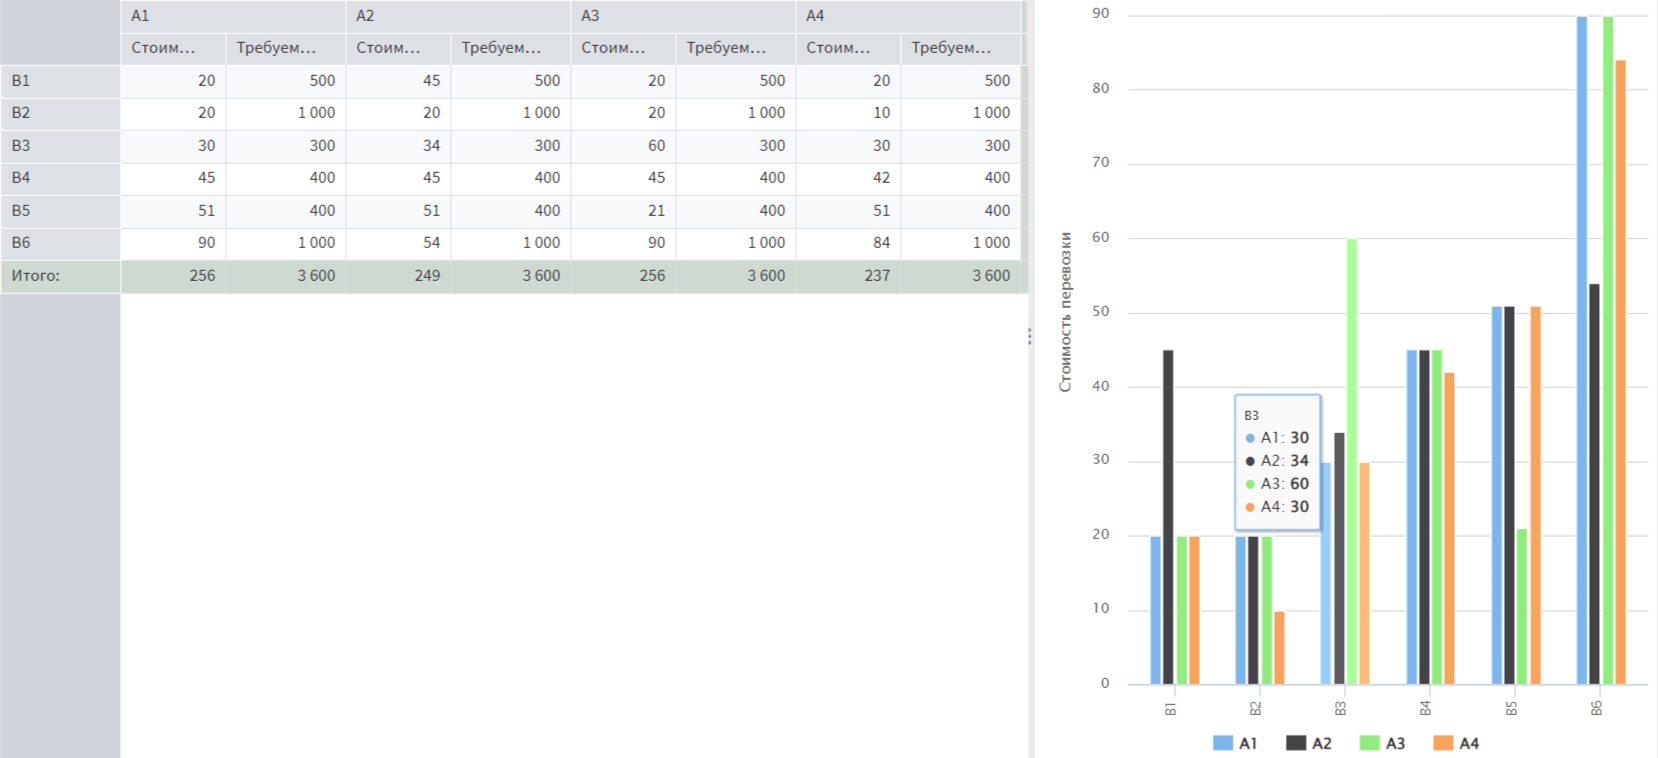 A1 A2 A3 A4
Стоим... Требуем... Стоим... Требуем... Стоим... Требуем... Стоим... Требуем...
B1 20 500 45 500 20 500 20 500
B2 20 1 000 20 1 000 20 1 000 10 1 000
B3 30 300 34 300 60 300 30 300
B4 45 400 45 400 45 400 42 400
B5 51 400 51 400 21 400 51 400
B6 90 1 000 54 1 000 90 1 000 84 1 000
Итого: 256 3 600 249 3 600 256 3 600 237 3 600
Стоимость перевозки
90
80
70
60
50
40
30
20
10
0
B3
A1: 30
A2: 34
A3: 60
A4: 30
B1 B2 B3 B4 B5 B6
A1 A2 A3 A4